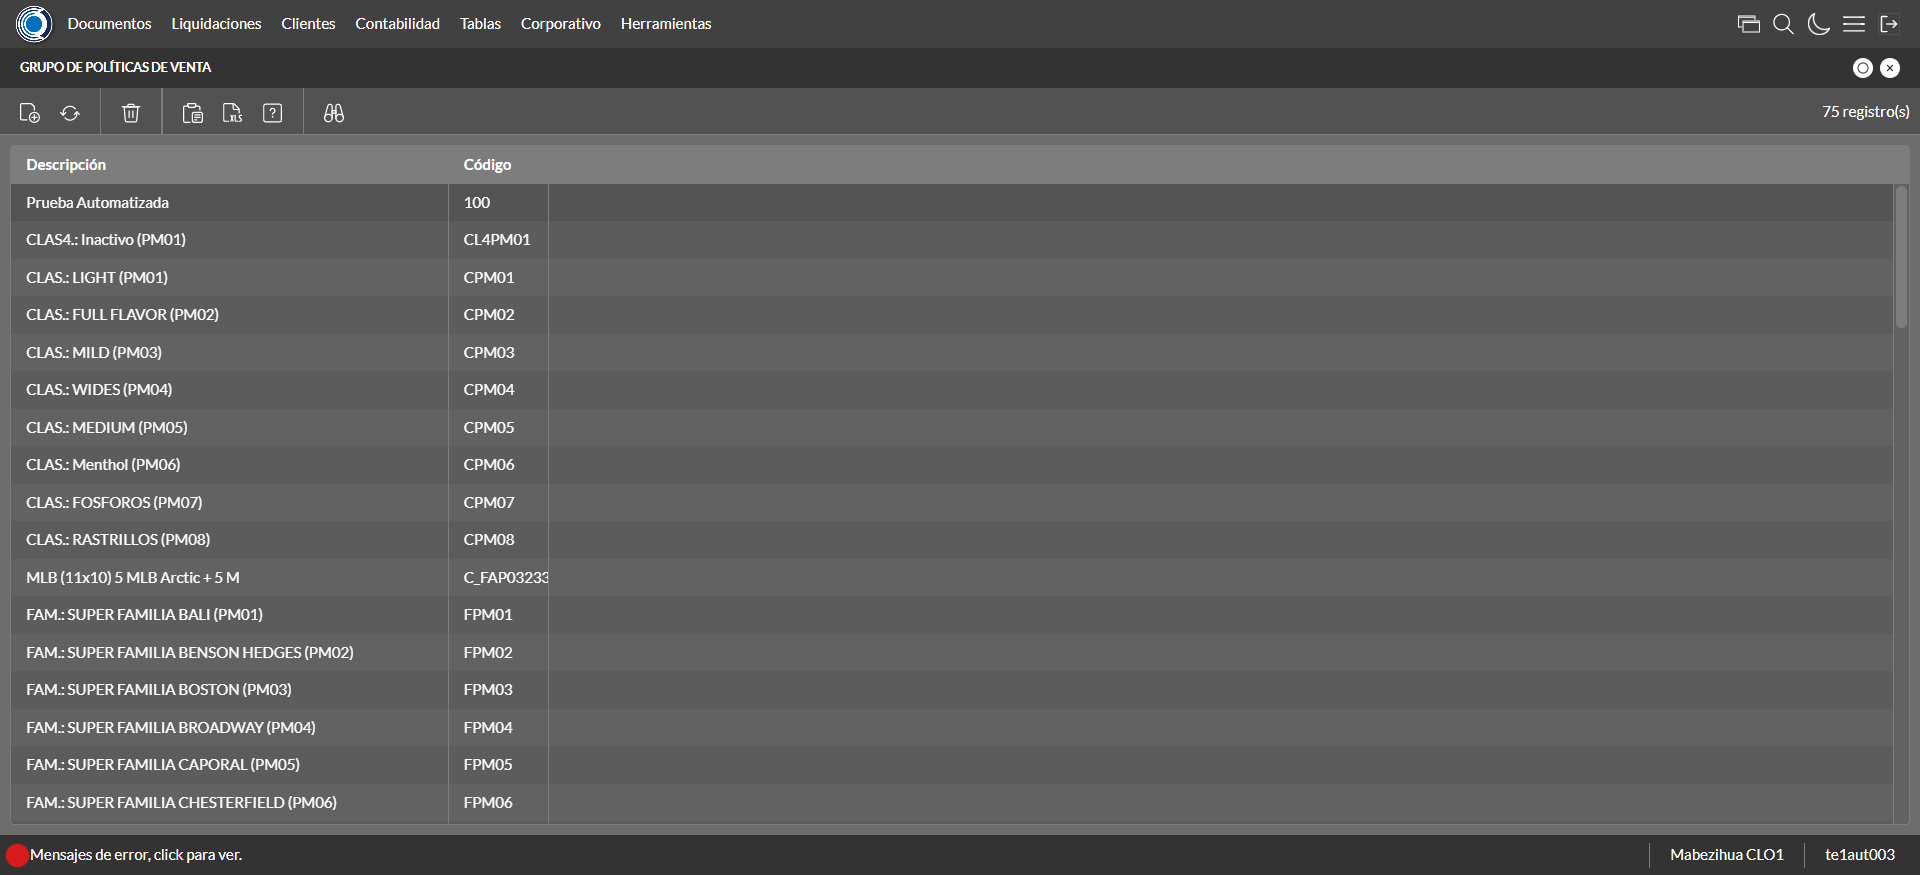 Documentos Liquidaciones Clientes Contabilidad Tablas Corporativo Herramientas
GRUPO DE POLÍTICAS DE VENTA
XLS ? 75 registro(s)
Descripción Código
Prueba Automatizada 100
CLAS4.: Inactivo (PM01) CL4PM01
CLAS.: LIGHT (PM01) CPM01
CLAS.: FULL FLAVOR (PM02) CPM02
CLAS.: MILD (PM03) CPM03
CLAS.: WIDES (PM04) CPM04
CLAS.: MEDIUM (PM05) CPM05
CLAS.: Menthol (PM06) CPM06
CLAS.: FOSFOROS (PM07) CPM07
CLAS.: RASTRILLOS (PM08) CPM08
MLB (11x10) 5 MLB Arctic + 5 M C_FAP03233
FAM.: SUPER FAMILIA BALI (PM01) FPM01
FAM.: SUPER FAMILIA BENSON HEDGES (PM02) FPM02
FAM.: SUPER FAMILIA BOSTON (PM03) FPM03
FAM.: SUPER FAMILIA BROADWAY (PM04) FPM04
FAM.: SUPER FAMILIA CAPORAL (PM05) FPM05
FAM.: SUPER FAMILIA CHESTERFIELD (PM06) FPM06
Mensajes de error, click para ver. Mabezihua CLO1 te1aut003